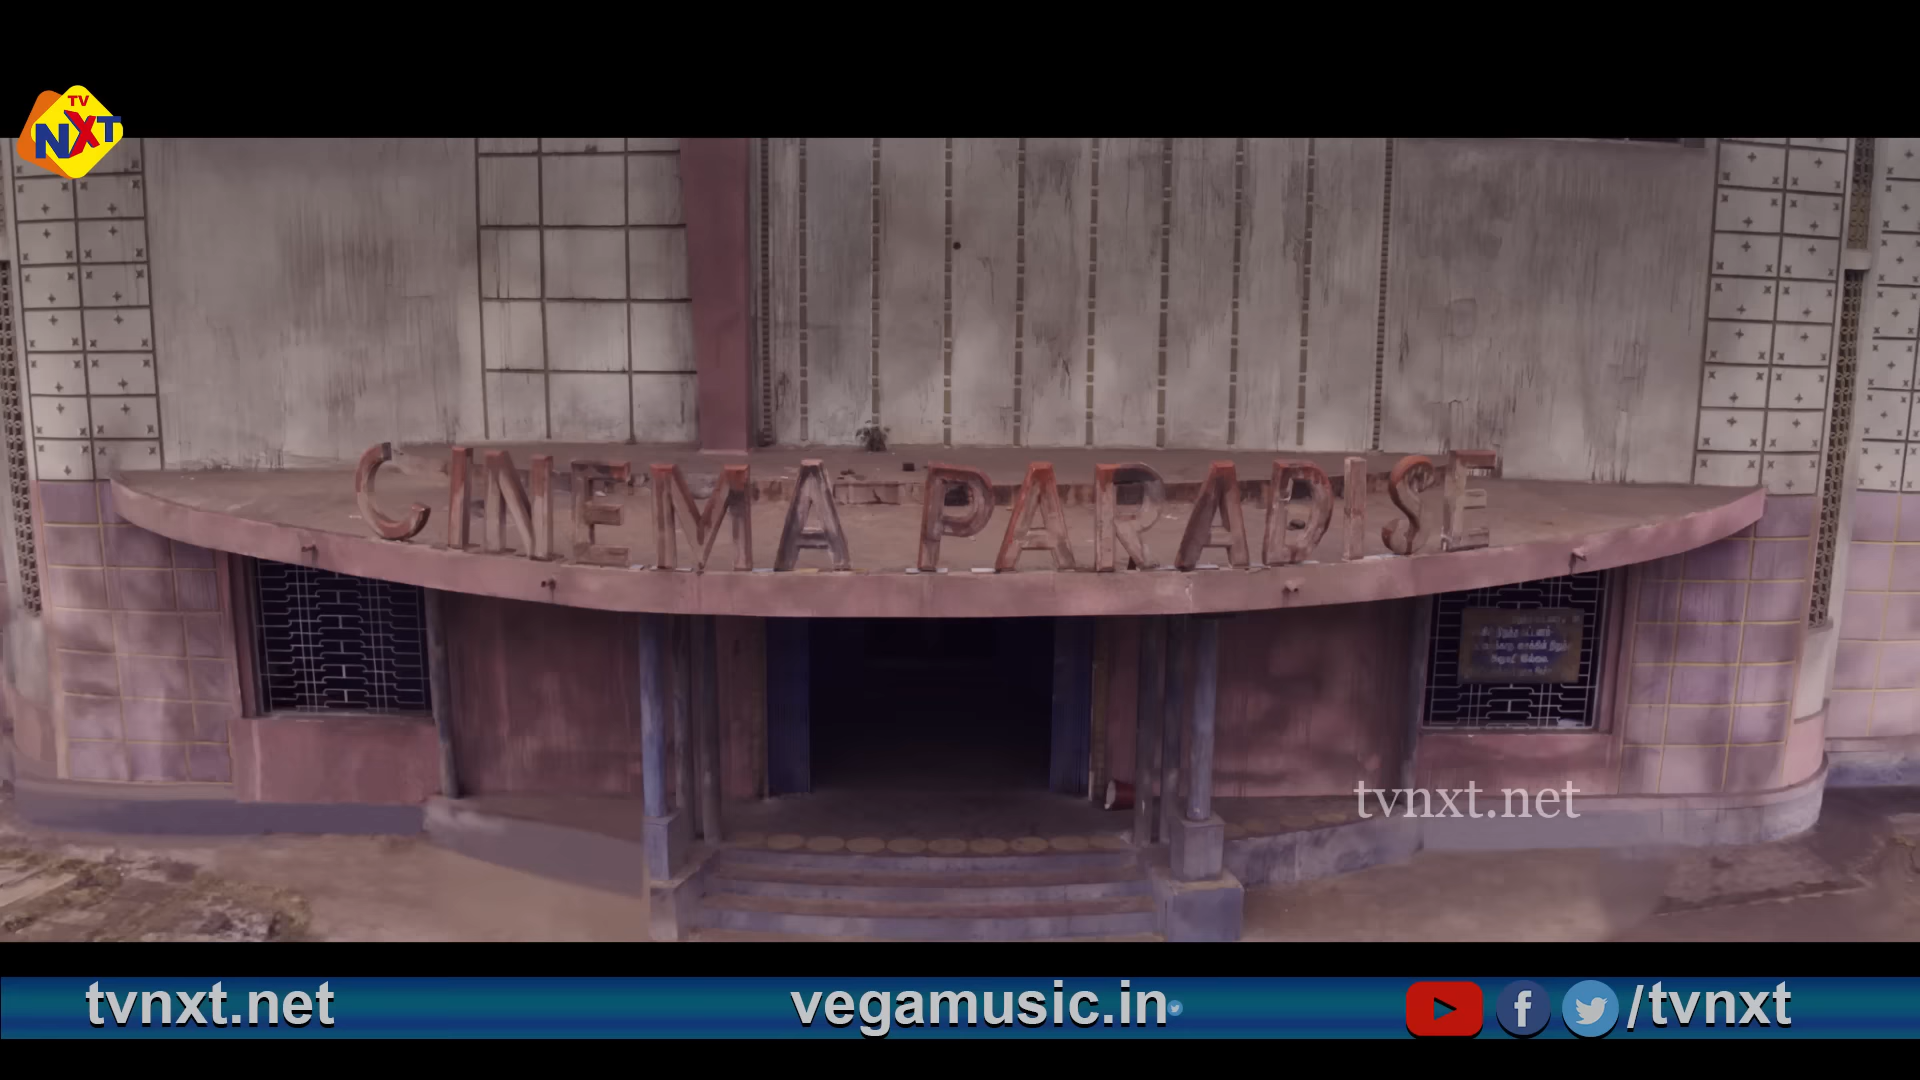 TV
NXT
CINEMA PARADISE
tvnxt.net
tvnxt.net
vegamusic.in
/tvnxt